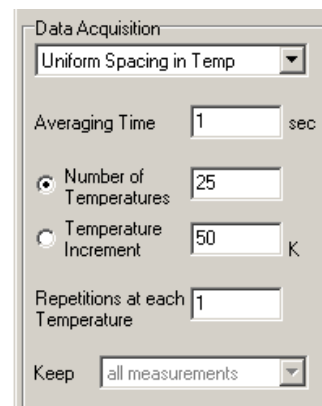 Data Acquisition
Uniform Spacing in Temp
Averaging Time 1 sec
Number of
Temperatures 25
Temperature
Increment 50 K
Repetitions at each
Temperature 1
Keep all measurements